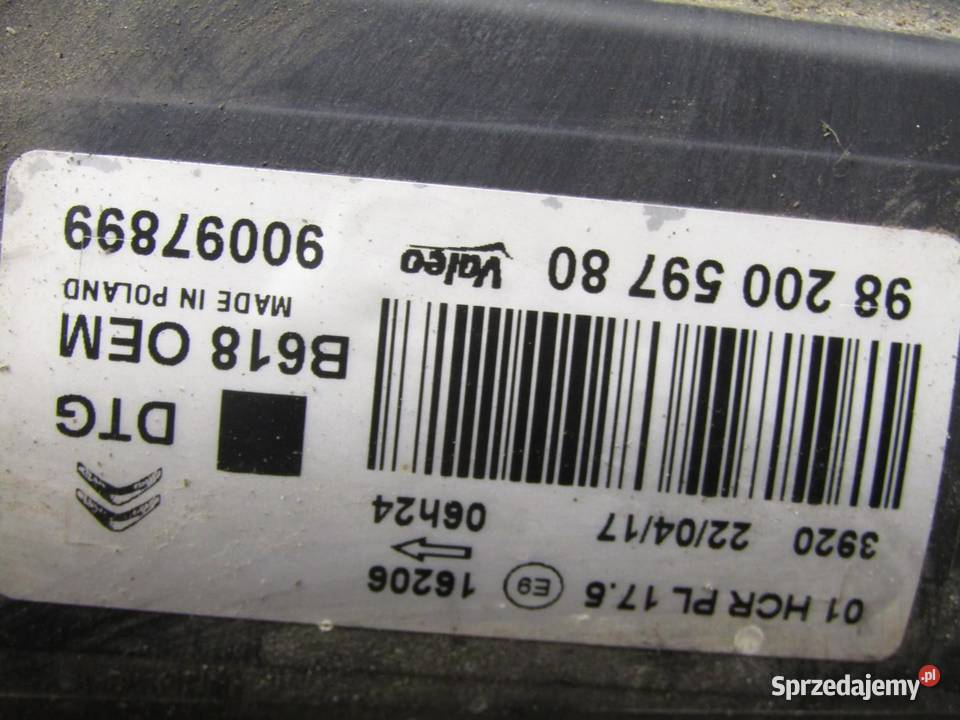 01 HCR PL 17.5 E9 16206
3920 22/04/17 06h24
DTG
B618 OEM
MADE IN POLAND
98 200 597 80 Valeo 90097899
Sprzedajemy.pl